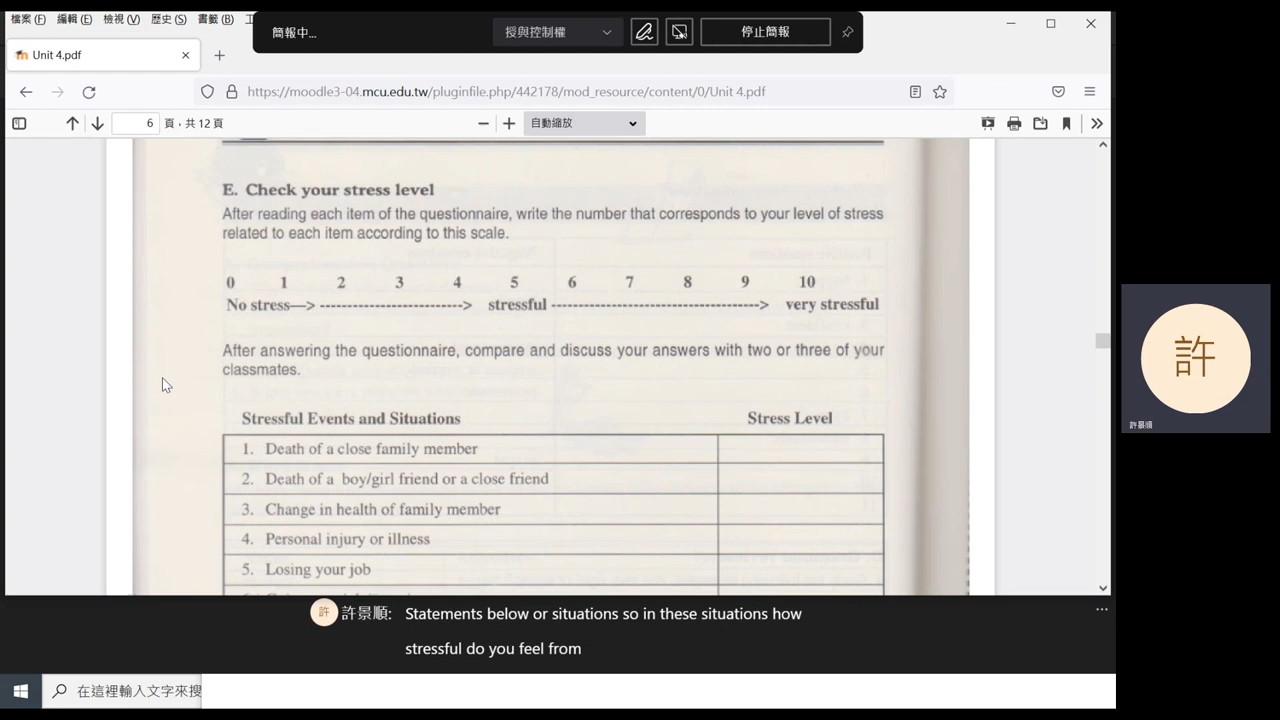 檔案 (F) 編輯 (E) 檢視 (V) 歷史 (S) 書籤 (B)
簡報中...
授與控制權
停止簡報
Unit 4.pdf
https://moodle3-04.mcu.edu.tw/pluginfile.php/442178/mod_resource/content/0/Unit 4.pdf
6 頁，共 12 頁
自動縮放
E. Check your stress level
After reading each item of the questionnaire, write the number that corresponds to your level of stress
related to each item according to this scale.
0 1 2 3 4 5 6 7 8 9 10
No stress—> -------------------------> stressful -------------------------------------> very stressful
After answering the questionnaire, compare and discuss your answers with two or three of your
classmates.
Stressful Events and Situations Stress Level
1. Death of a close family member
2. Death of a boy/girl friend or a close friend
3. Change in health of family member
4. Personal injury or illness
5. Losing your job
許
許景順
許 許景順: Statements below or situations so in these situations how
stressful do you feel from
在這裡輸入文字來搜